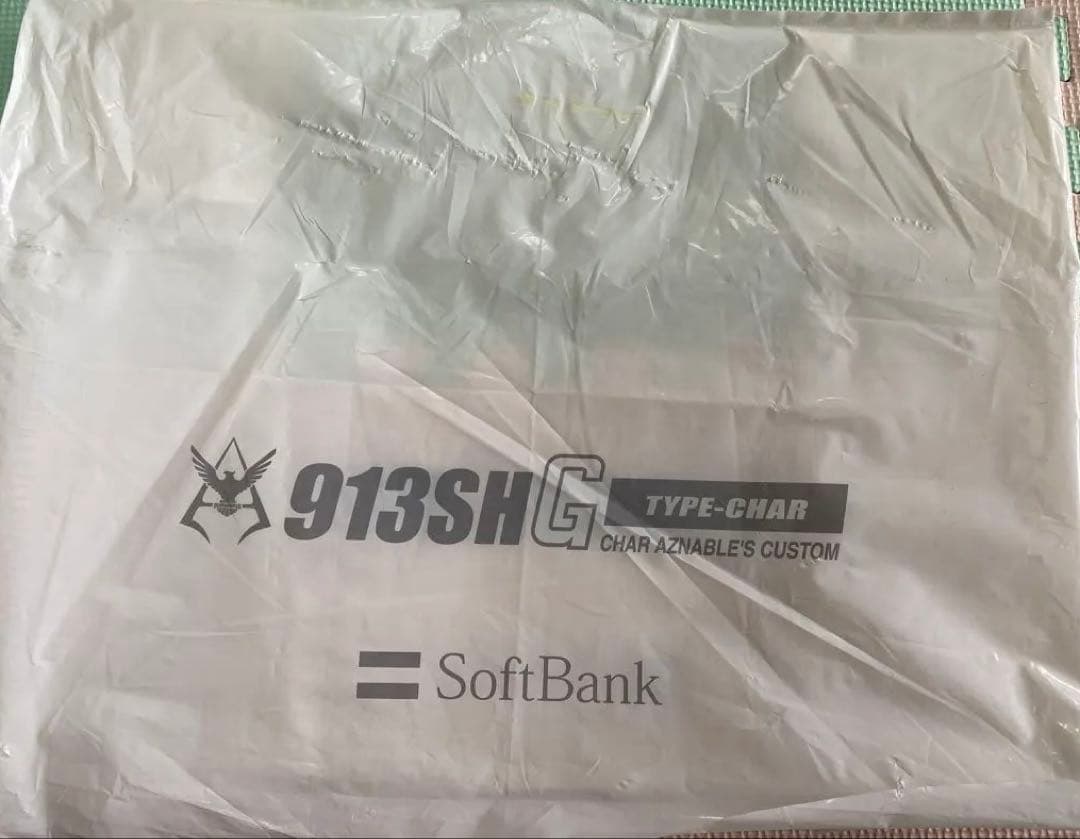 913SHG TYPE-CHAR
CHAR AZNABLE'S CUSTOM
SoftBank